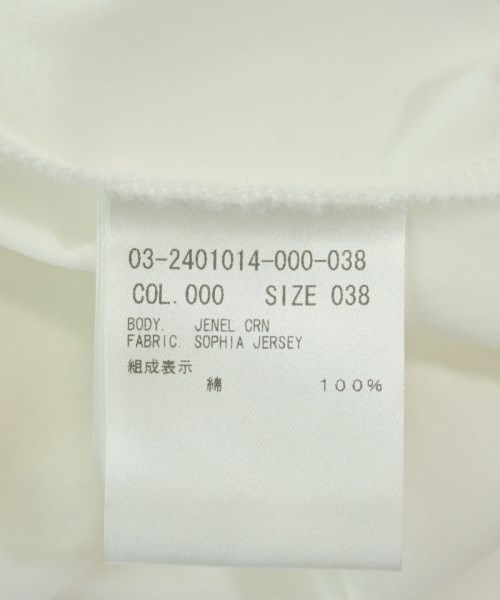 03-2401014-000-038
COL.000 SIZE 038
BODY. JENEL CRN
FABRIC. SOPHIA JERSEY
組成表示
綿 100%